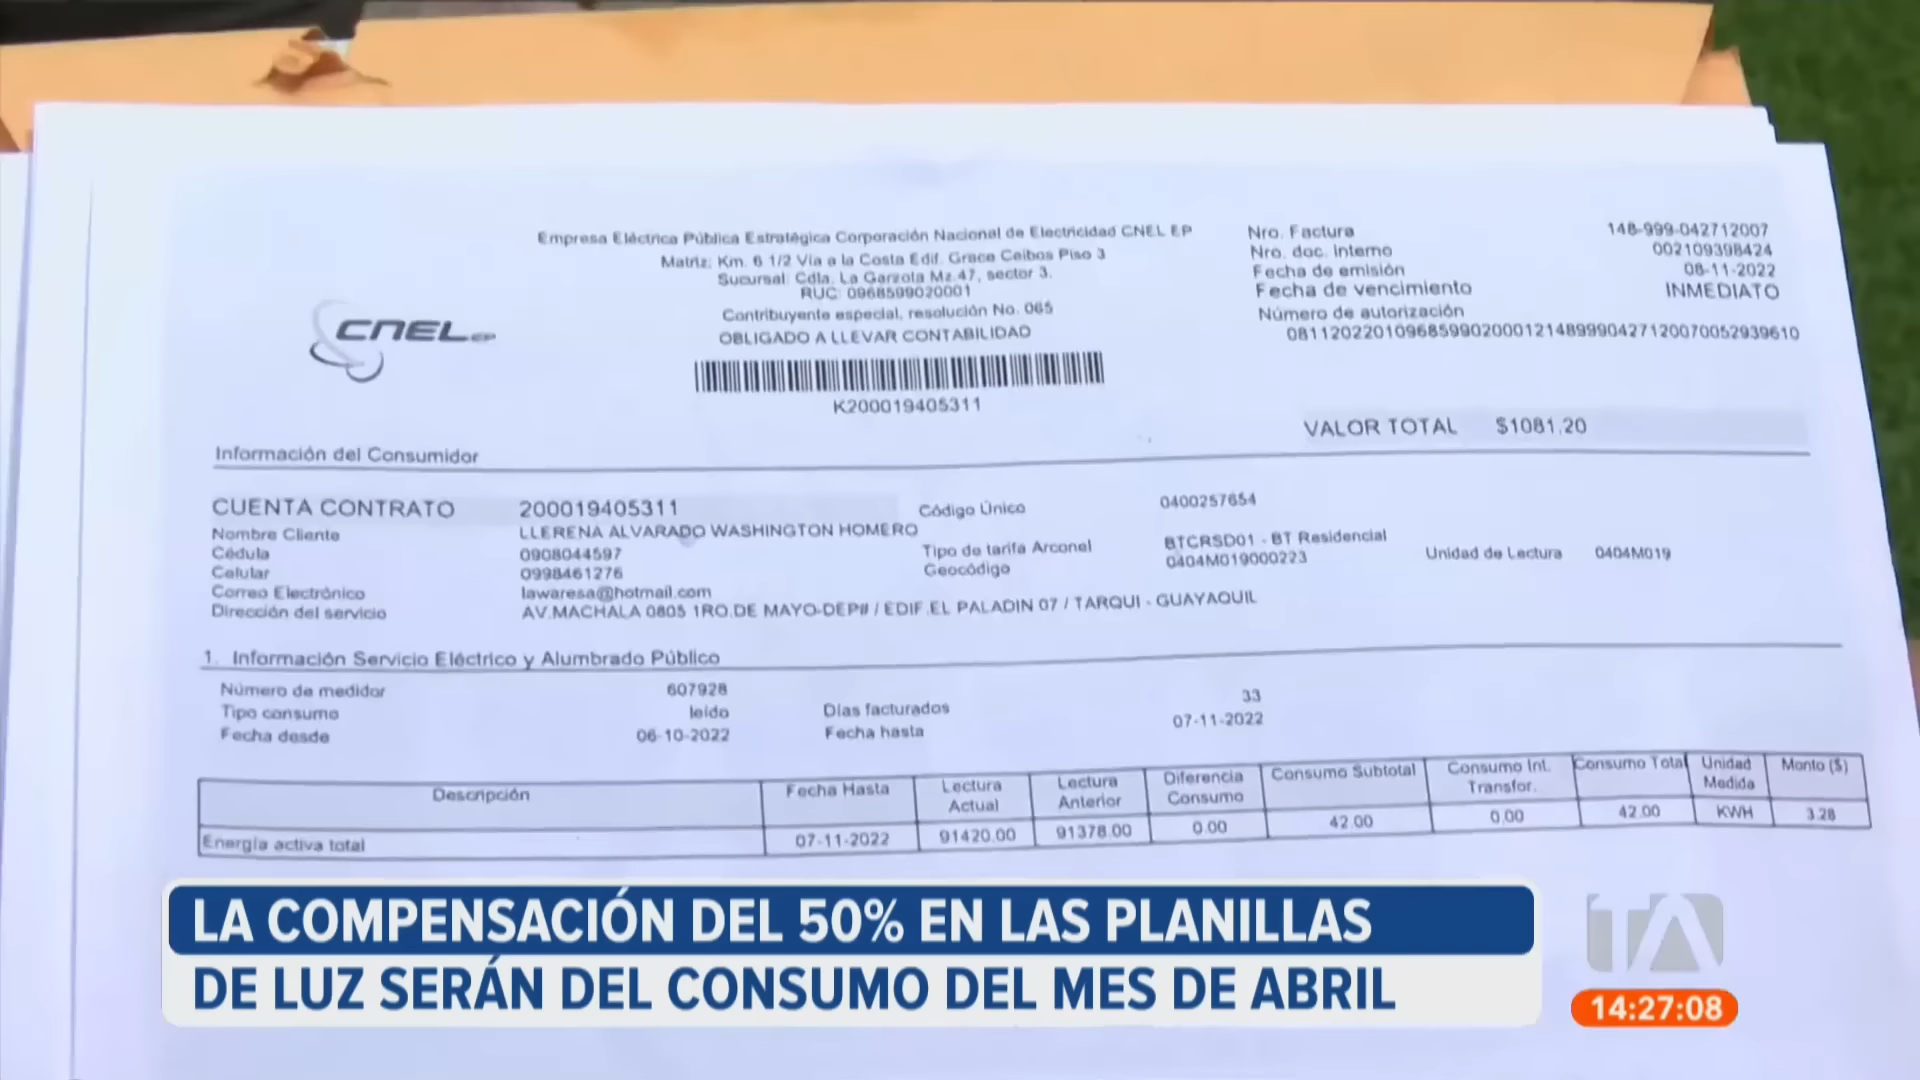 Empresa Eléctrica Pública Estratégica Corporación Nacional de Electricidad CNEL EP
Matriz: Km. 6 1/2 Vía a la Costa Edif. Grace Ceibos Piso 3
Sucursal: Cdla. La Garzota Mz.47, sector 3.
RUC: 0968599020001
Contribuyente especial, resolución No. 065
OBLIGADO A LLEVAR CONTABILIDAD
K200019405311
CNEL EP
Nro. Factura 148-999-042712007
Nro. doc. interno 002109398424
Fecha de emisión 08-11-2022
Fecha de vencimiento INMEDIATO
Número de autorización
0811202201096859902000121489990427120070052939610
VALOR TOTAL $1081.20
Información del Consumidor
CUENTA CONTRATO 200019405311 Código Único 0400257654
Nombre Cliente LLERENA ALVARADO WASHINGTON HOMERO
Cédula 0908044597 Tipo de tarifa Arconel BTCRSD01 - BT Residencial Unidad de Lectura 0404M019
Celular 0998461276 Geocódigo 0404M019000223
Correo Electrónico lawaresa@hotmail.com
Dirección del servicio AV.MACHALA 0805 1RO.DE MAYO-DEP# / EDIF.EL PALADIN 07 / TARQUI - GUAYAQUIL
1. Información Servicio Eléctrico y Alumbrado Público
Número de medidor 607928
Tipo consumo leído Días facturados 33
Fecha desde 06-10-2022 Fecha hasta 07-11-2022
Descripción Fecha Hasta Lectura Actual Lectura Anterior Diferencia Consumo Consumo Subtotal Consumo Int. Transfor. Consumo Total Unidad Medida Monto ($)
Energía activa total 07-11-2022 91420.00 91378.00 0.00 42.00 0.00 42.00 KWH 3.28
LA COMPENSACIÓN DEL 50% EN LAS PLANILLAS
DE LUZ SERÁN DEL CONSUMO DEL MES DE ABRIL
TA
14:27:08